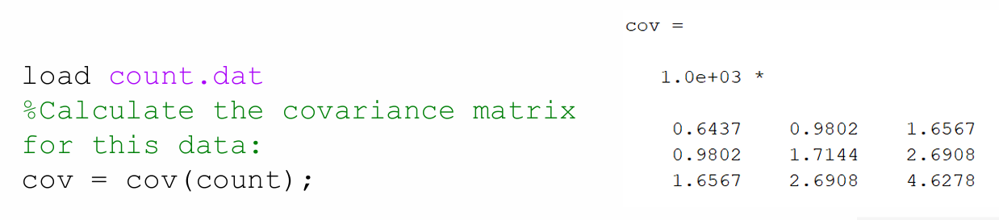 load count.dat
%Calculate the covariance matrix
for this data:
cov = cov(count);
cov =
1.0e+03 *
0.6437 0.9802 1.6567
0.9802 1.7144 2.6908
1.6567 2.6908 4.6278